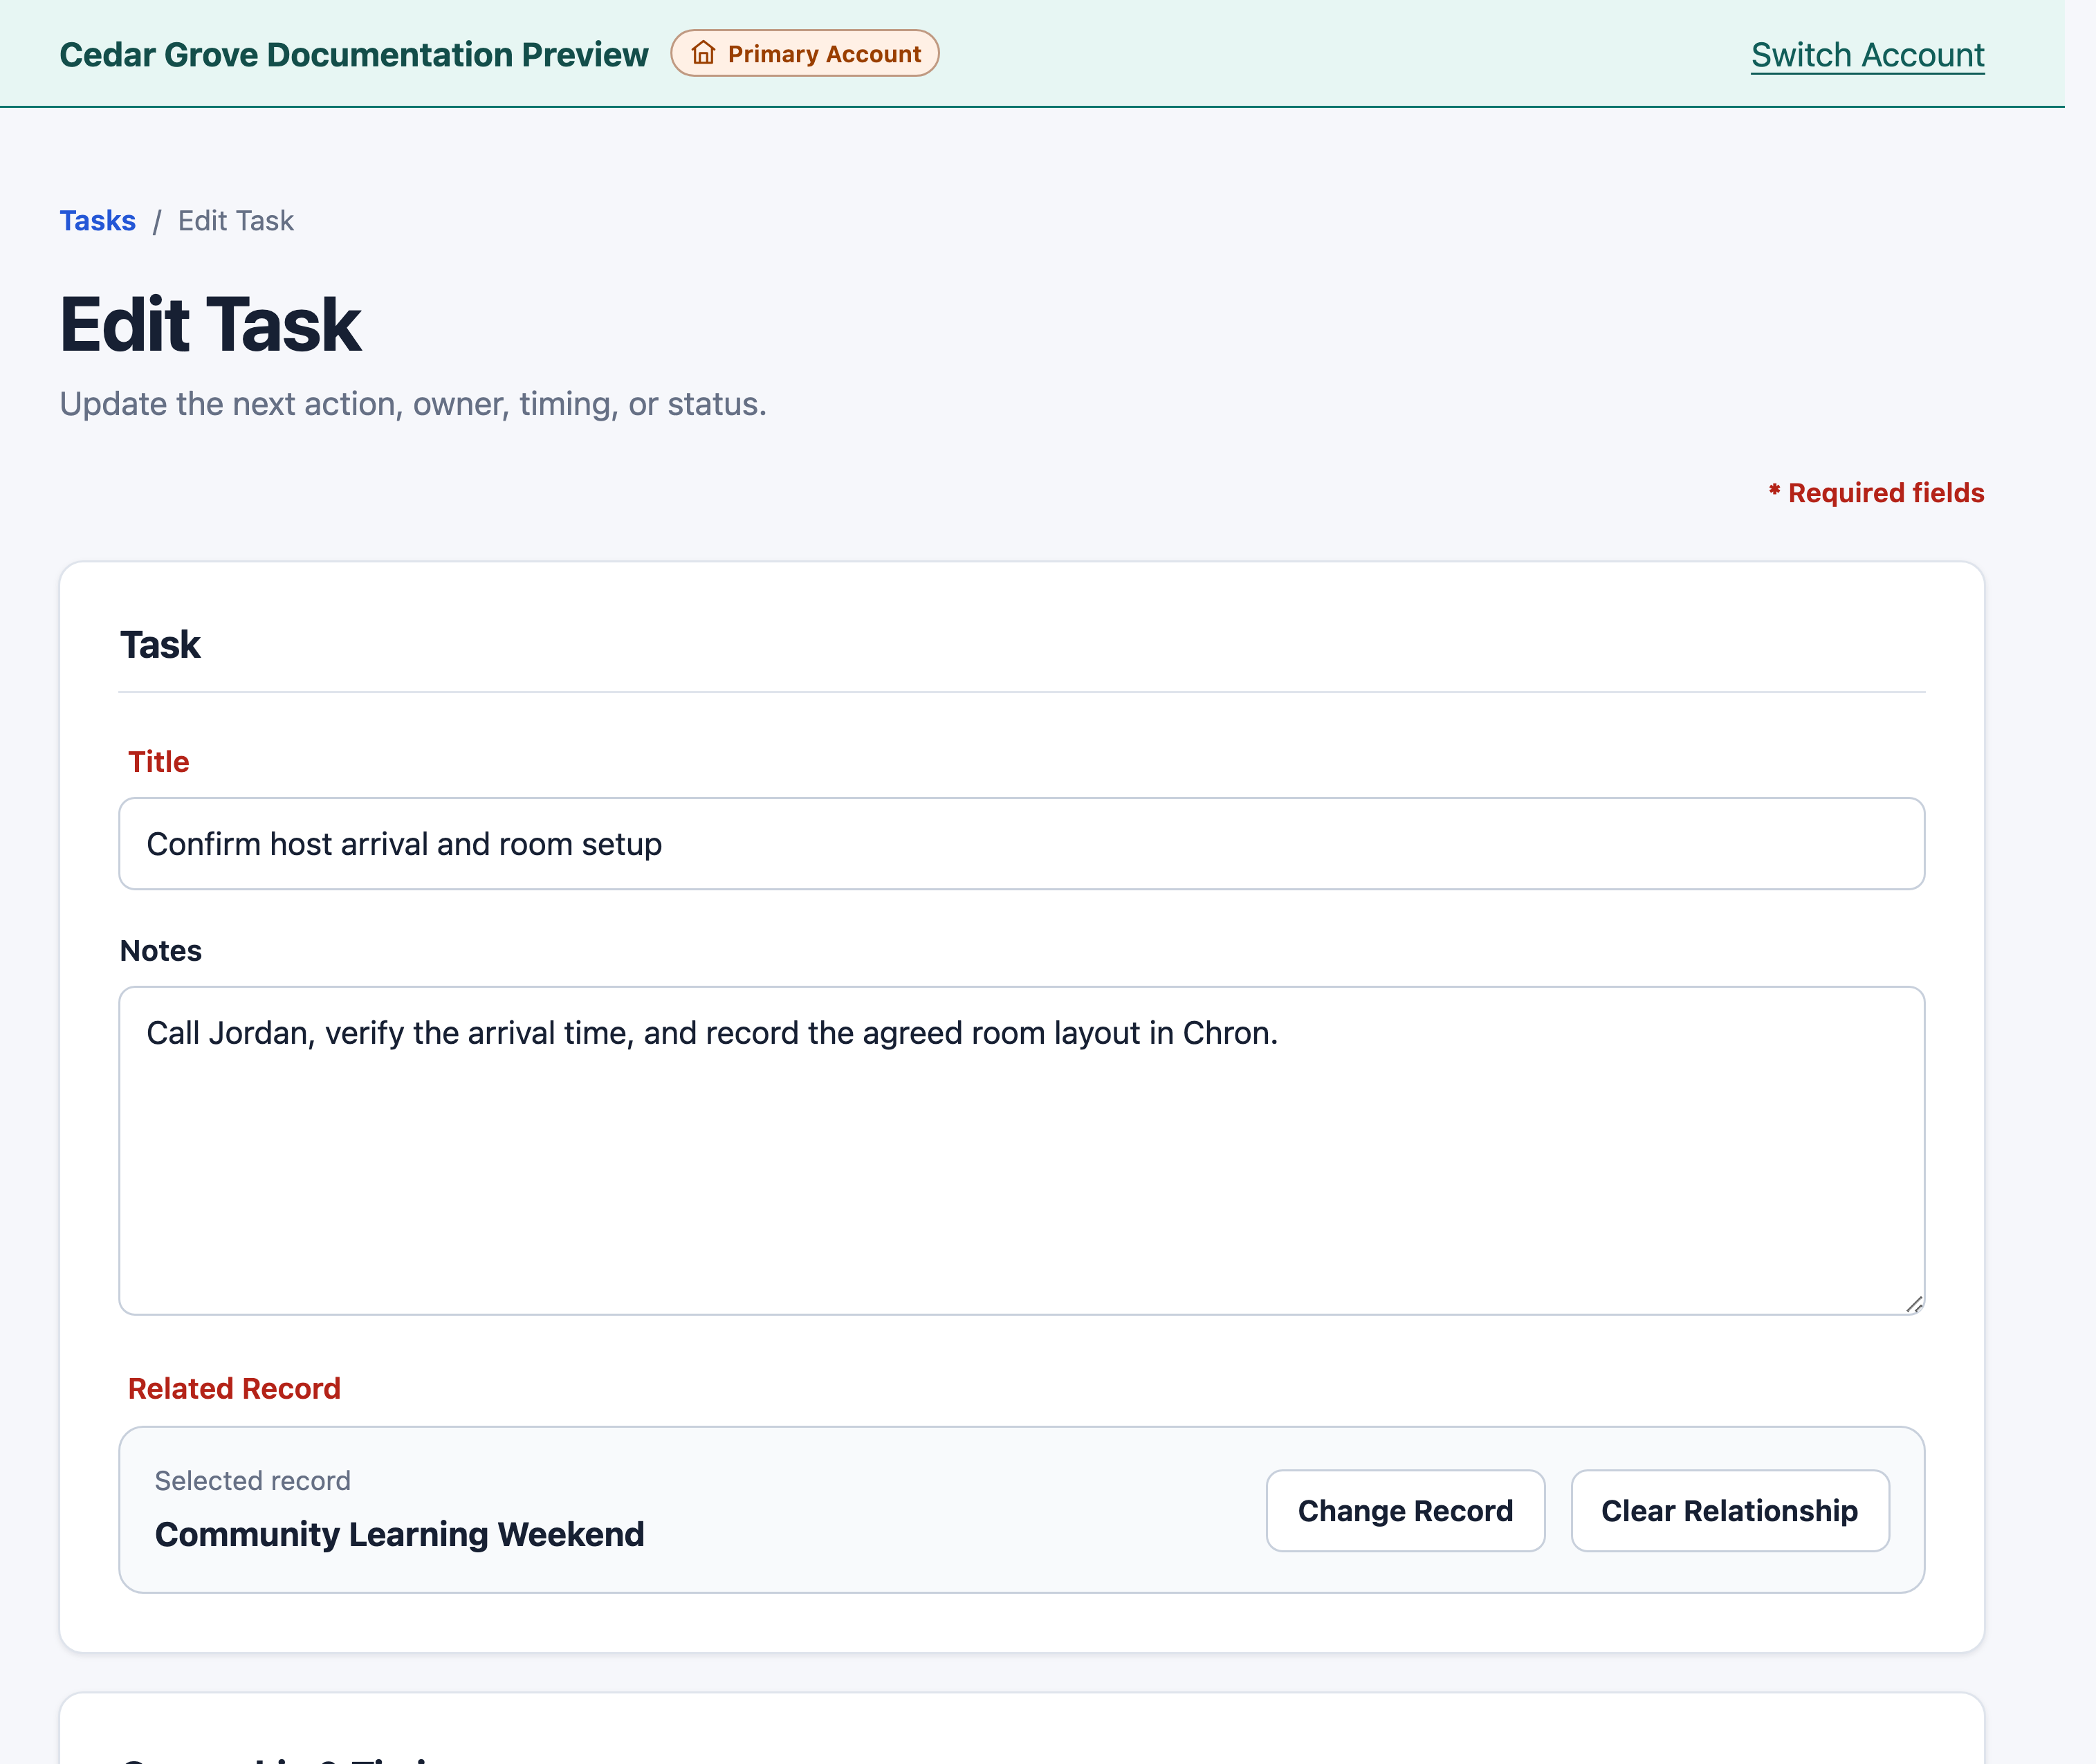 Cedar Grove Documentation Preview
Primary Account
Switch Account
Tasks / Edit Task
Edit Task
Update the next action, owner, timing, or status.
* Required fields
Task
Title
Confirm host arrival and room setup
Notes
Call Jordan, verify the arrival time, and record the agreed room layout in Chron.
Related Record
Selected record
Community Learning Weekend
Change Record
Clear Relationship